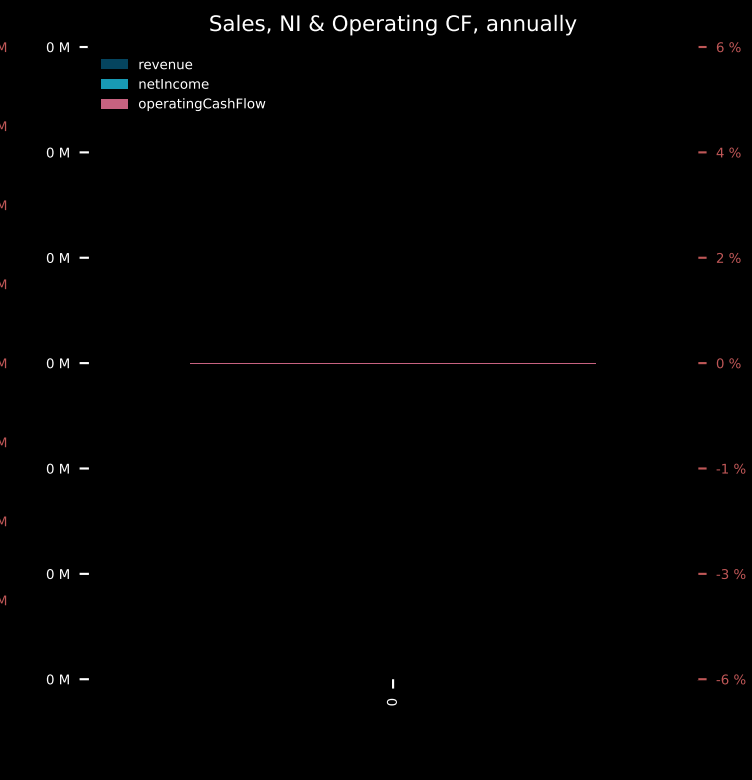 Sales, NI & Operating CF, annually
revenue
netIncome
operatingCashFlow
0 M
0 M
0 M
0 M
0 M
0 M
0 M
6 %
4 %
2 %
0 %
-1 %
-3 %
-6 %
0
M
M
M
M
M
M
M
M